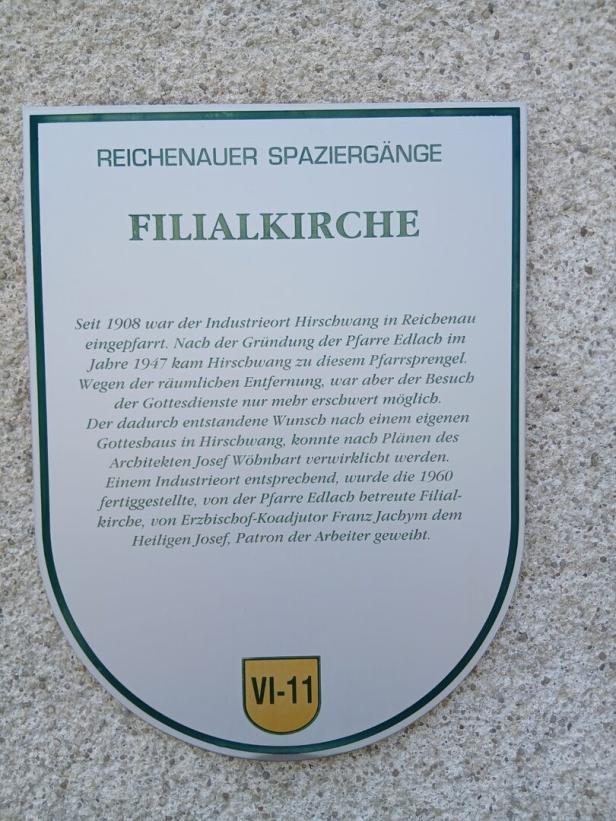 REICHENAUER SPAZIERGÄNGE
FILIALKIRCHE
Seit 1908 war der Industrieort Hirschwang in Reichenau
eingepfarrt. Nach der Gründung der Pfarre Edlach im
Jahre 1947 kam Hirschwang zu diesem Pfarrsprengel.
Wegen der räumlichen Entfernung, war aber der Besuch
der Gottesdienste nur mehr erschwert möglich.
Der dadurch entstandene Wunsch nach einem eigenen
Gotteshaus in Hirschwang, konnte nach Plänen des
Architekten Josef Wöhnhart verwirklicht werden.
Einem Industrieort entsprechend, wurde die 1960
fertiggestellte, von der Pfarre Edlach betreute Filial-
kirche, von Erzbischof-Koadjutor Franz Jachym dem
Heiligen Josef, Patron der Arbeiter geweiht.
VI-11